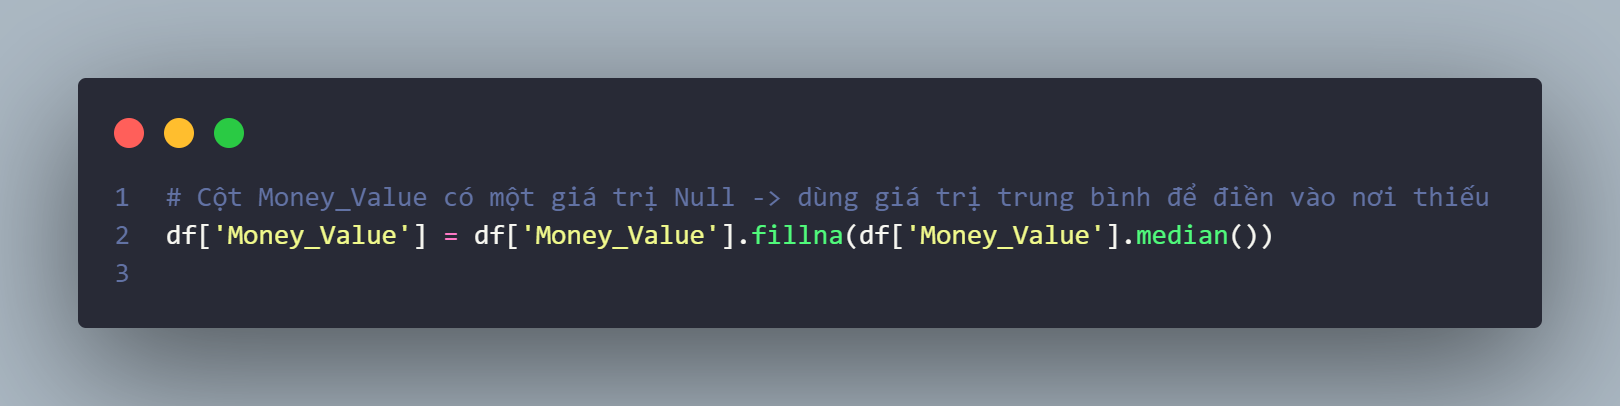 1 # Cột Money_Value có một giá trị Null -> dùng giá trị trung bình để điền vào nơi thiếu
2 df['Money_Value'] = df['Money_Value'].fillna(df['Money_Value'].median())
3